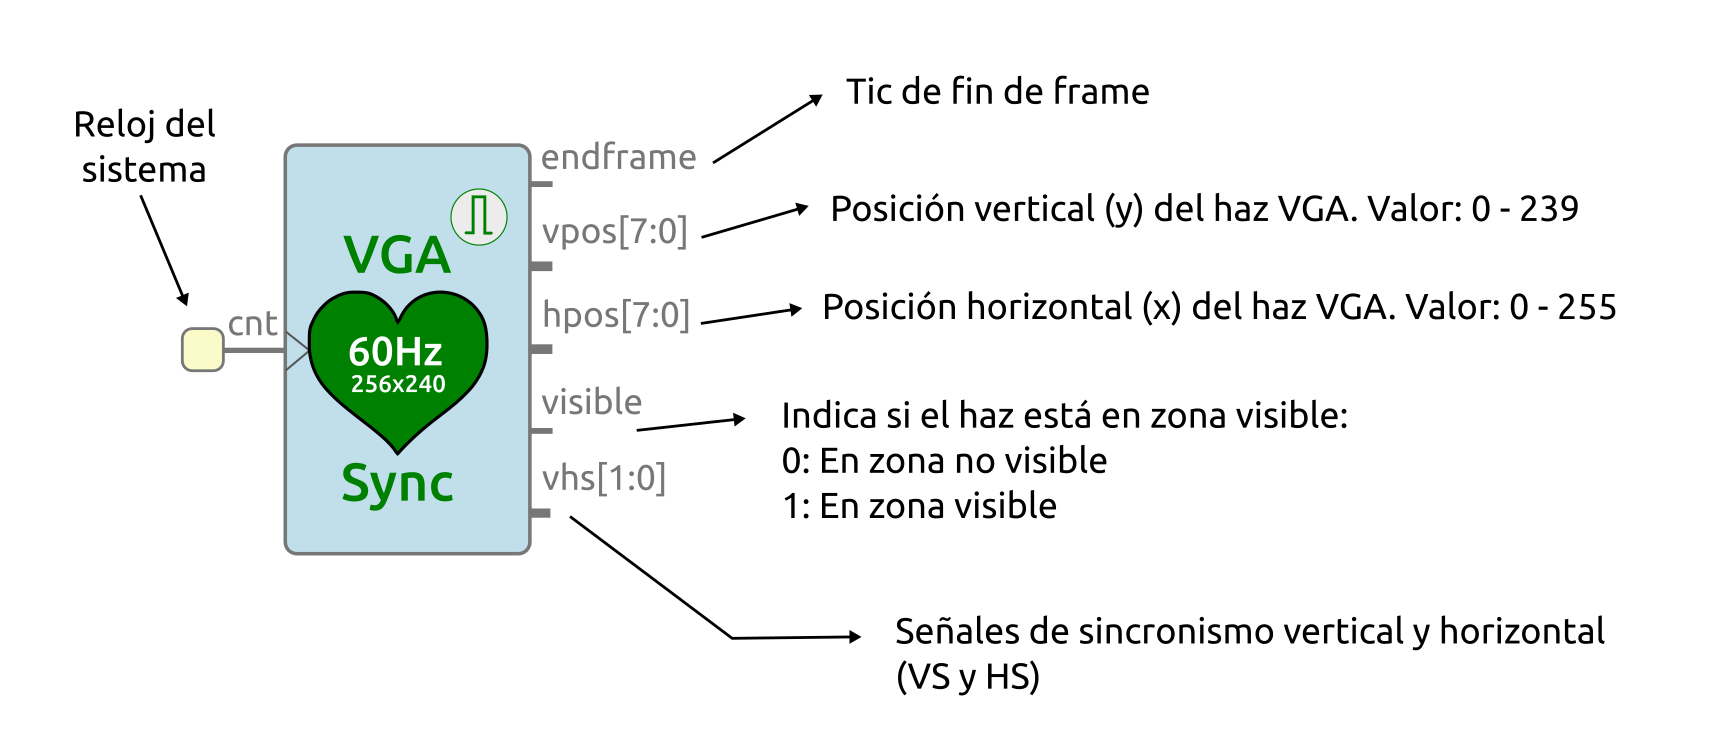 Tic de fin de frame
Reloj del
sistema
endframe
vpos[7:0]
Posición vertical (y) del haz VGA. Valor: 0 - 239
VGA
hpos[7:0]
Posición horizontal (x) del haz VGA. Valor: 0 - 255
cnt
60Hz
256x240
visible
Indica si el haz está en zona visible:
0: En zona no visible
1: En zona visible
Sync
vhs[1:0]
Señales de sincronismo vertical y horizontal
(VS y HS)